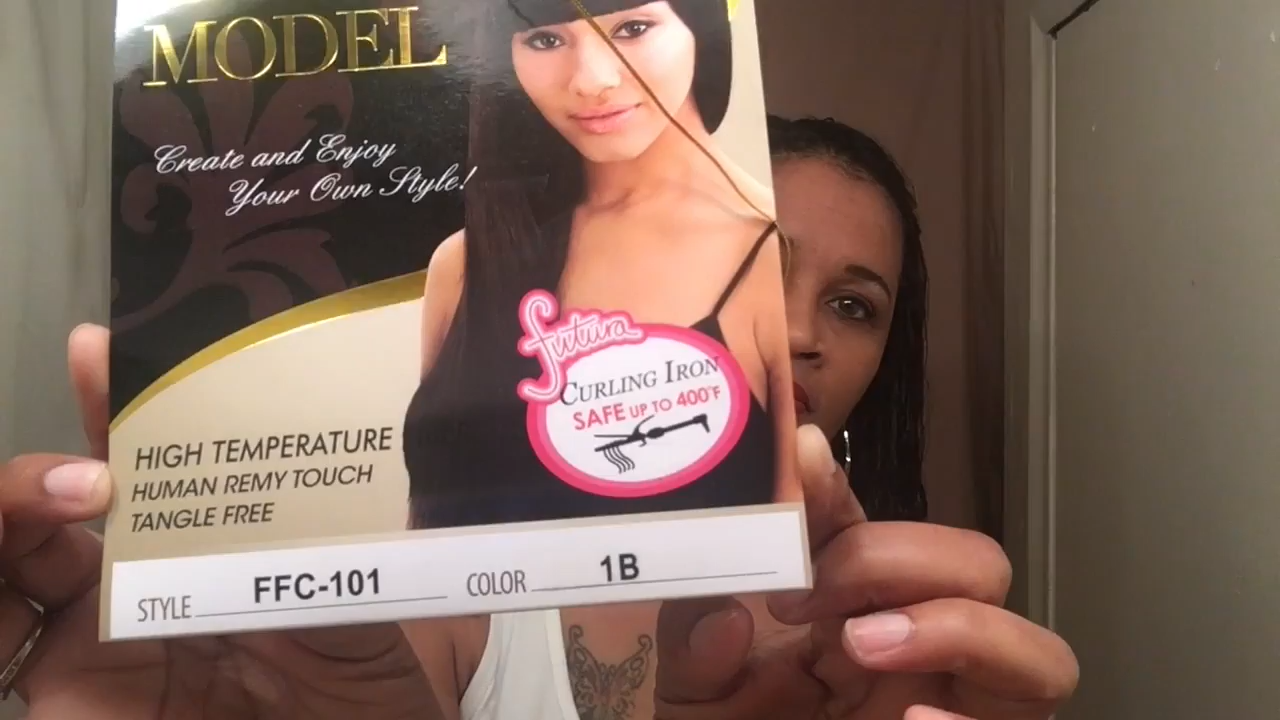 MODEL
Create and Enjoy
Your Own Style!
futura
CURLING IRON
SAFE UP TO 400°F
HIGH TEMPERATURE
HUMAN REMY TOUCH
TANGLE FREE
STYLE FFC-101 COLOR 1B